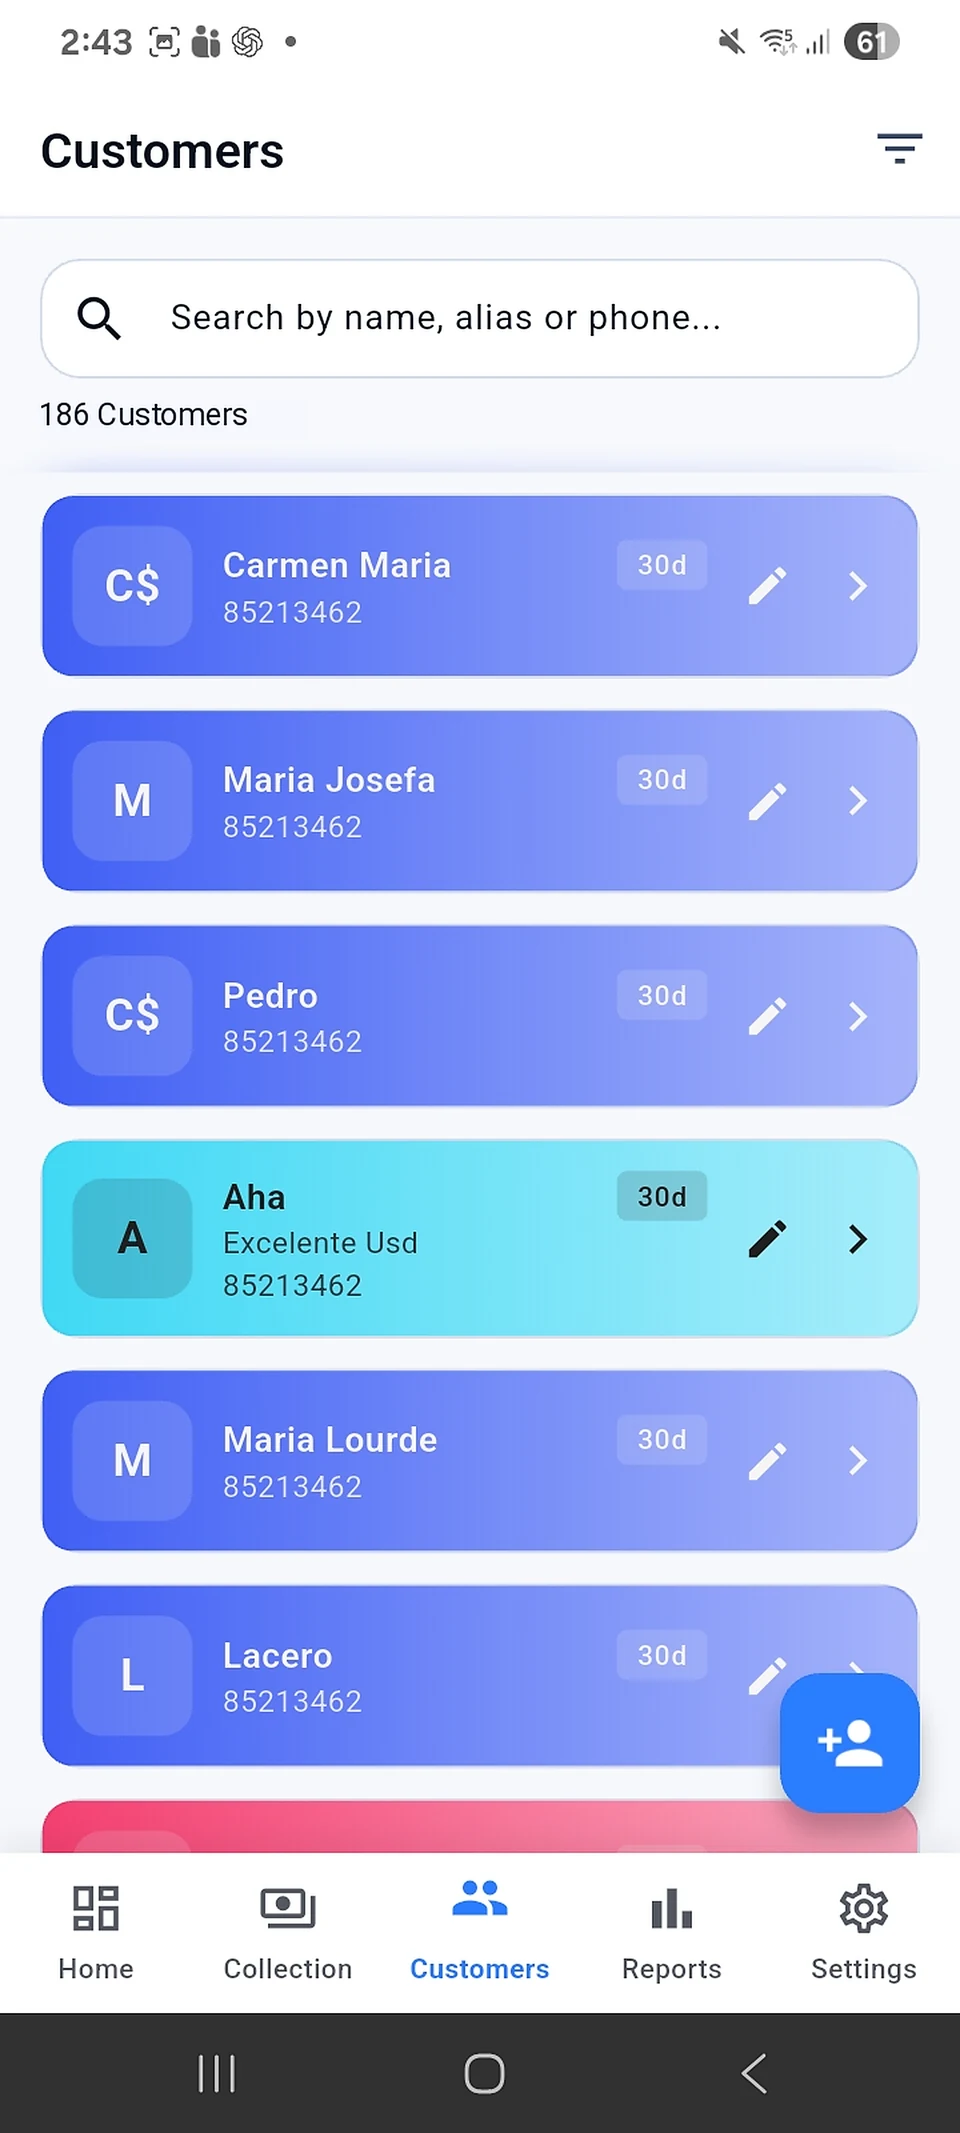 2:43
5
61
Customers
Search by name, alias or phone...
186 Customers
C$
Carmen Maria
85213462
30d
M
Maria Josefa
85213462
30d
C$
Pedro
85213462
30d
A
Aha
Excelente Usd
85213462
30d
M
Maria Lourde
85213462
30d
L
Lacero
85213462
30d
Home
Collection
Customers
Reports
Settings